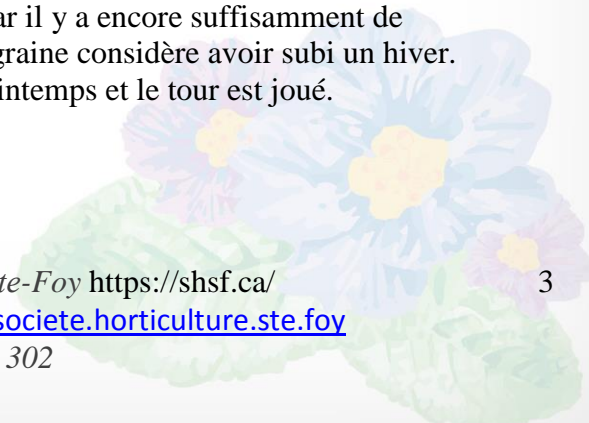 ar il y a encore suffisamment de
graine considère avoir subi un hiver.
intemps et le tour est joué.
te-Foy https://shsf.ca/ 3
societe.horticulture.ste.foy
302